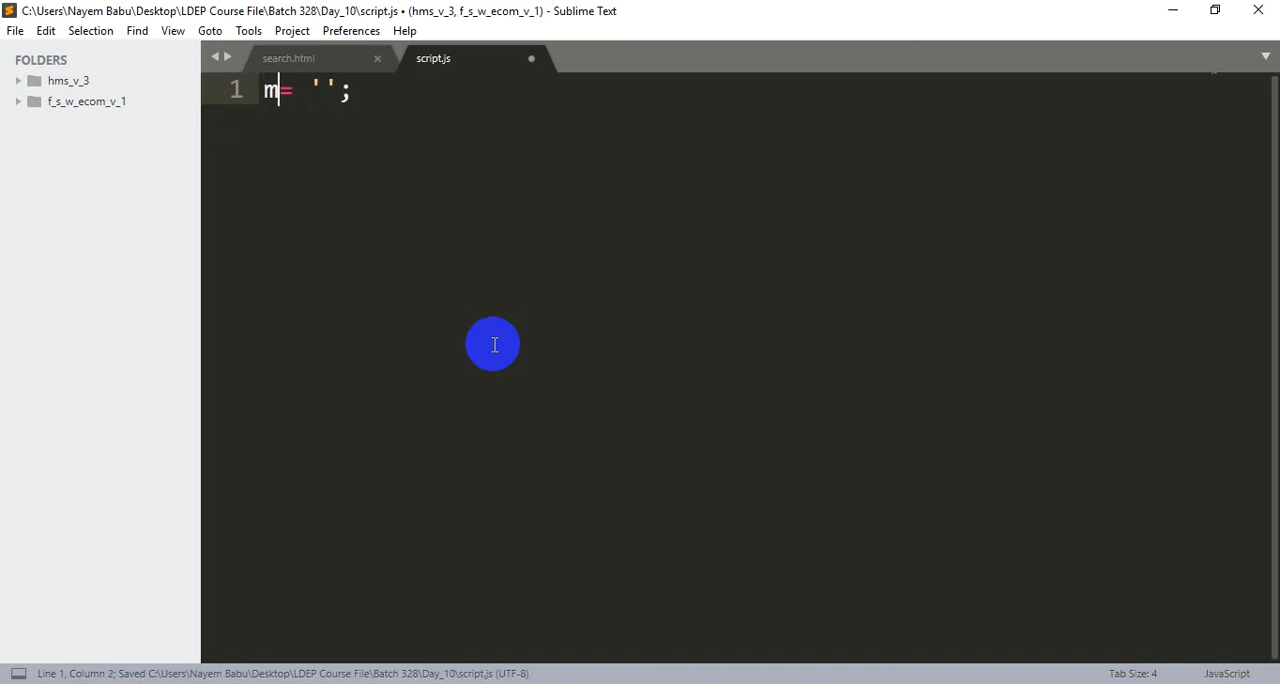 C:\Users\Nayem Babu\Desktop\LDEP Course File\Batch 328\Day_10\script.js • (hms_v_3, f_s_w_ecom_v_1) - Sublime Text
File Edit Selection Find View Goto Tools Project Preferences Help
FOLDERS
hms_v_3
f_s_w_ecom_v_1
search.html
script.js
1 m= '';
Line 1, Column 2; Saved C:\Users\Nayem Babu\Desktop\LDEP Course File\Batch 328\Day_10\script.js (UTF-8)
Tab Size: 4
JavaScript